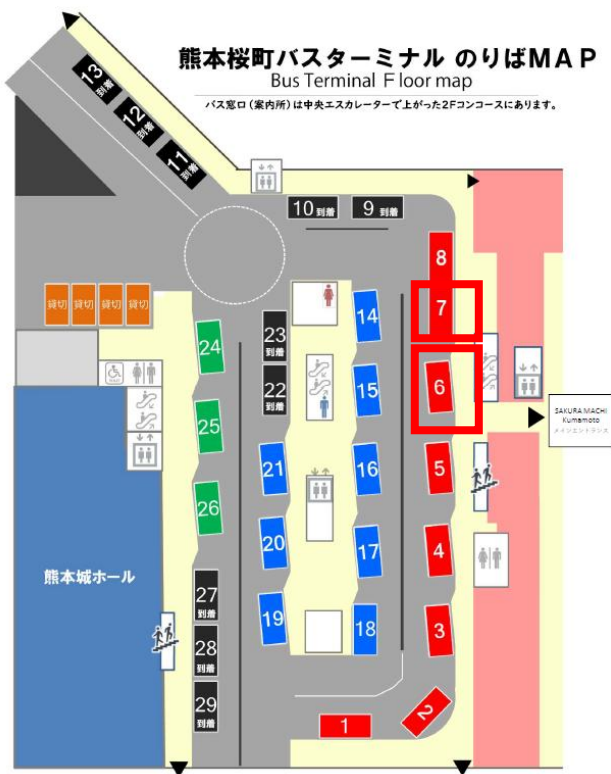 熊本桜町バスターミナル のりばMAP
Bus Terminal Floor map
バス窓口(案内所)は中央エスカレーターで上がった2Fコンコースにあります。
13
到着
12
到着
11
到着
10 到着
9 到着
8
7
6
5
4
3
2
1
貸切 貸切 貸切 貸切
24
25
26
27
到着
28
到着
29
到着
23
到着
22
到着
21
20
19
14
15
16
17
18
熊本城ホール
SAKURA MACHI
Kumamoto
メインエントランス